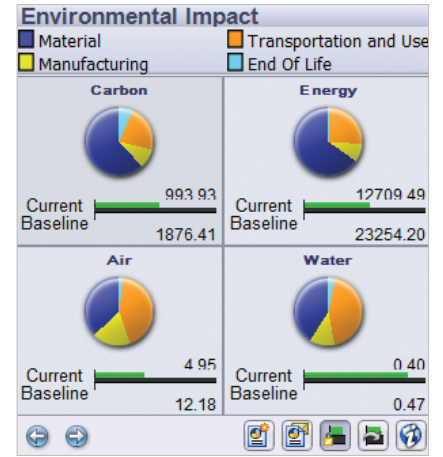 Environmental Impact
Material
Transportation and Use
Manufacturing
End Of Life
Carbon
Energy
993.93
12709.49
Current
Current
Baseline
Baseline
1876.41
23254.20
Air
Water
4.95
0.40
Current
Current
Baseline
Baseline
12.18
0.47